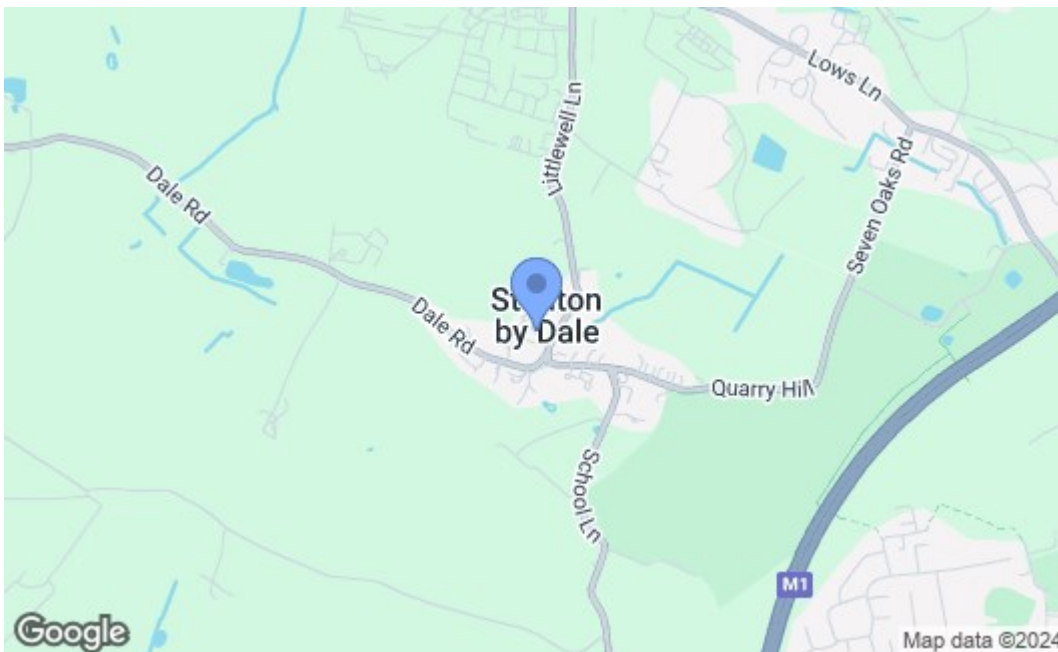 Lows Ln
Littlewell Ln
Dale Rd
Seven Oaks Rd
by Dale
Dale Rd
Quarry Hill
School Ln
M1
Google
Map data ©2024